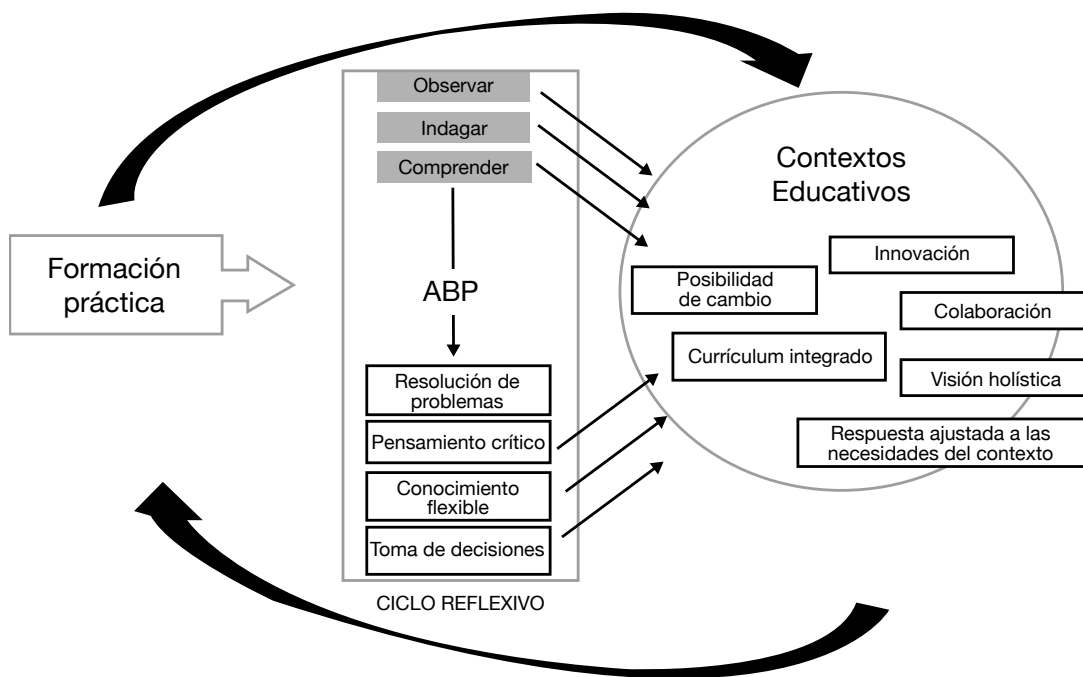 Formación
práctica
Observar
Indagar
Comprender
ABP
Resolución de
problemas
Pensamiento crítico
Conocimiento
flexible
Toma de decisiones
CICLO REFLEXIVO
Contextos
Educativos
Innovación
Posibilidad
de cambio
Colaboración
Currículum integrado
Visión holística
Respuesta ajustada a las
necesidades del contexto